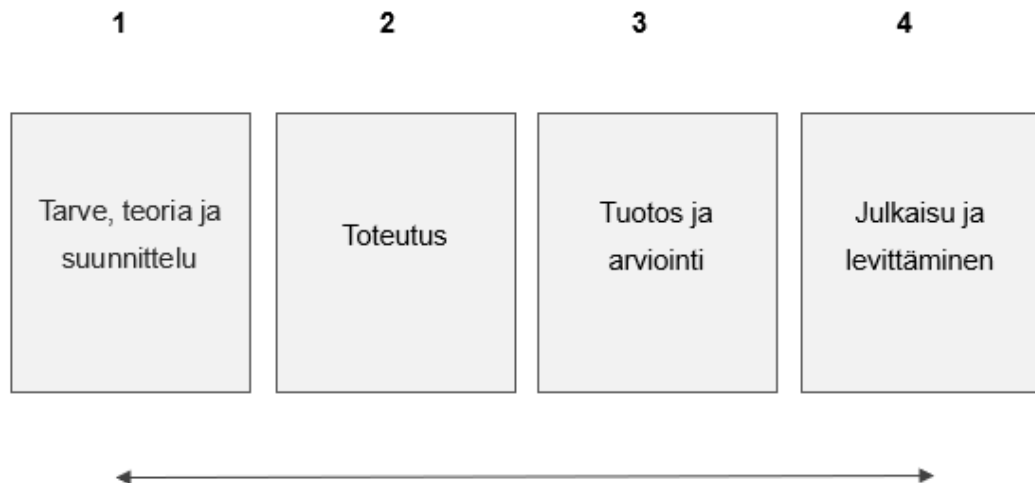 1
2
3
4
Tarve, teoria ja
suunnittelu
Toteutus
Tuotos ja
arviointi
Julkaisu ja
levittäminen